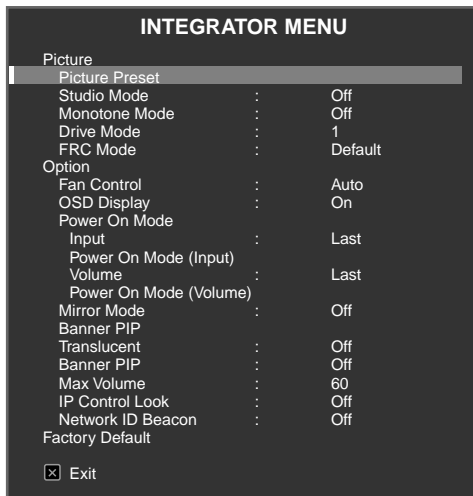 INTEGRATOR MENU
Picture
Picture Preset
Studio Mode : Off
Monotone Mode : Off
Drive Mode : 1
FRC Mode : Default
Option
Fan Control : Auto
OSD Display : On
Power On Mode
Input : Last
Power On Mode (Input)
Volume : Last
Power On Mode (Volume)
Mirror Mode : Off
Banner PIP
Translucent : Off
Banner PIP : Off
Max Volume : 60
IP Control Look : Off
Network ID Beacon : Off
Factory Default
Exit